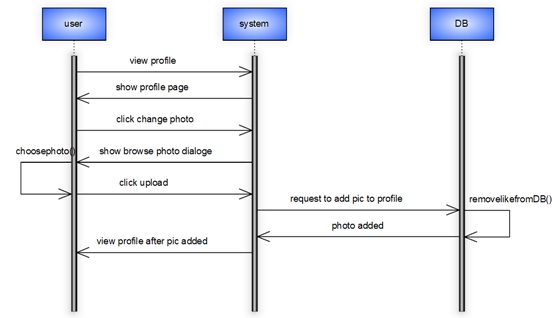 user
system
DB
view profile
show profile page
click change photo
choosephoto()
show browse photo dialoge
click upload
request to add pic to profile
removelikefromDB()
photo added
view profile after pic added